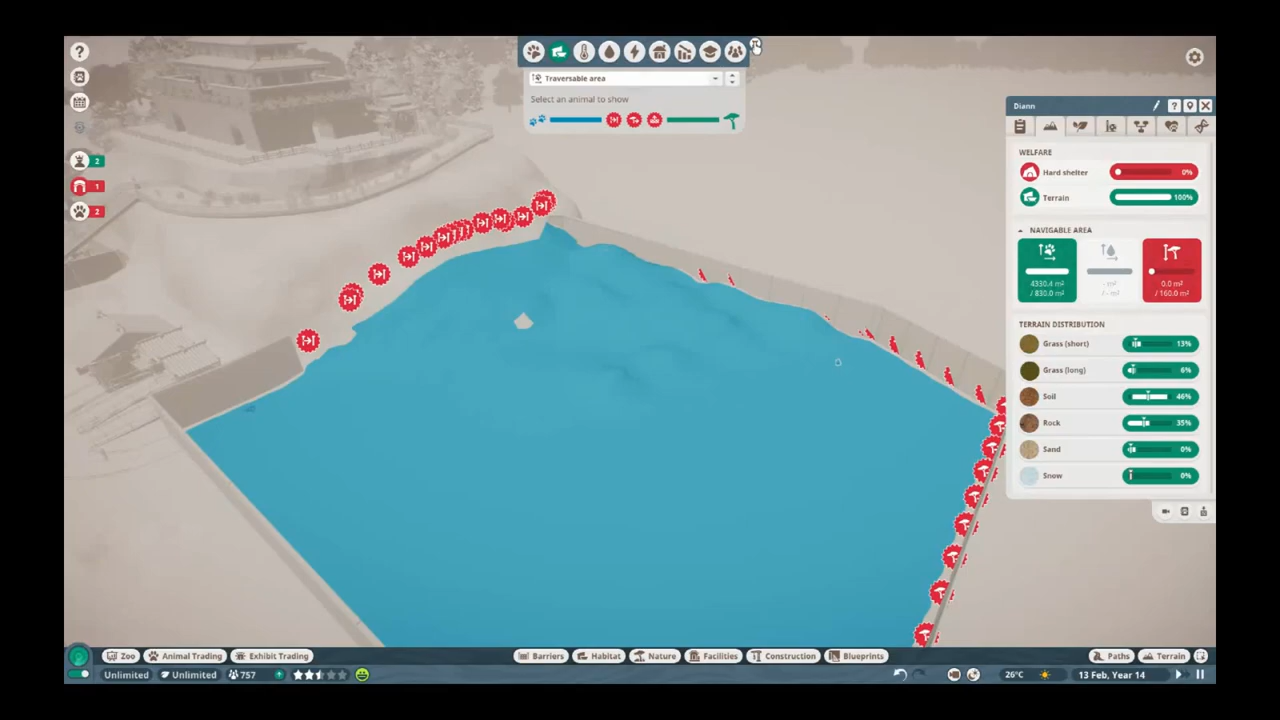 ?
Traversable area
Select an animal to show
2
1
2
Diann
?
WELFARE
Hard shelter 0%
Terrain 100%
NAVIGABLE AREA
4330.4 m²
/ 830.0 m²
- m²
/ - m²
0.0 m²
/ 160.0 m²
TERRAIN DISTRIBUTION
Grass (short) 13%
Grass (long) 6%
Soil 46%
Rock 35%
Sand 0%
Snow 0%
Zoo
Animal Trading
Exhibit Trading
Barriers
Habitat
Nature
Facilities
Construction
Blueprints
Paths
Terrain
Unlimited
Unlimited
757
26°C
13 Feb, Year 14